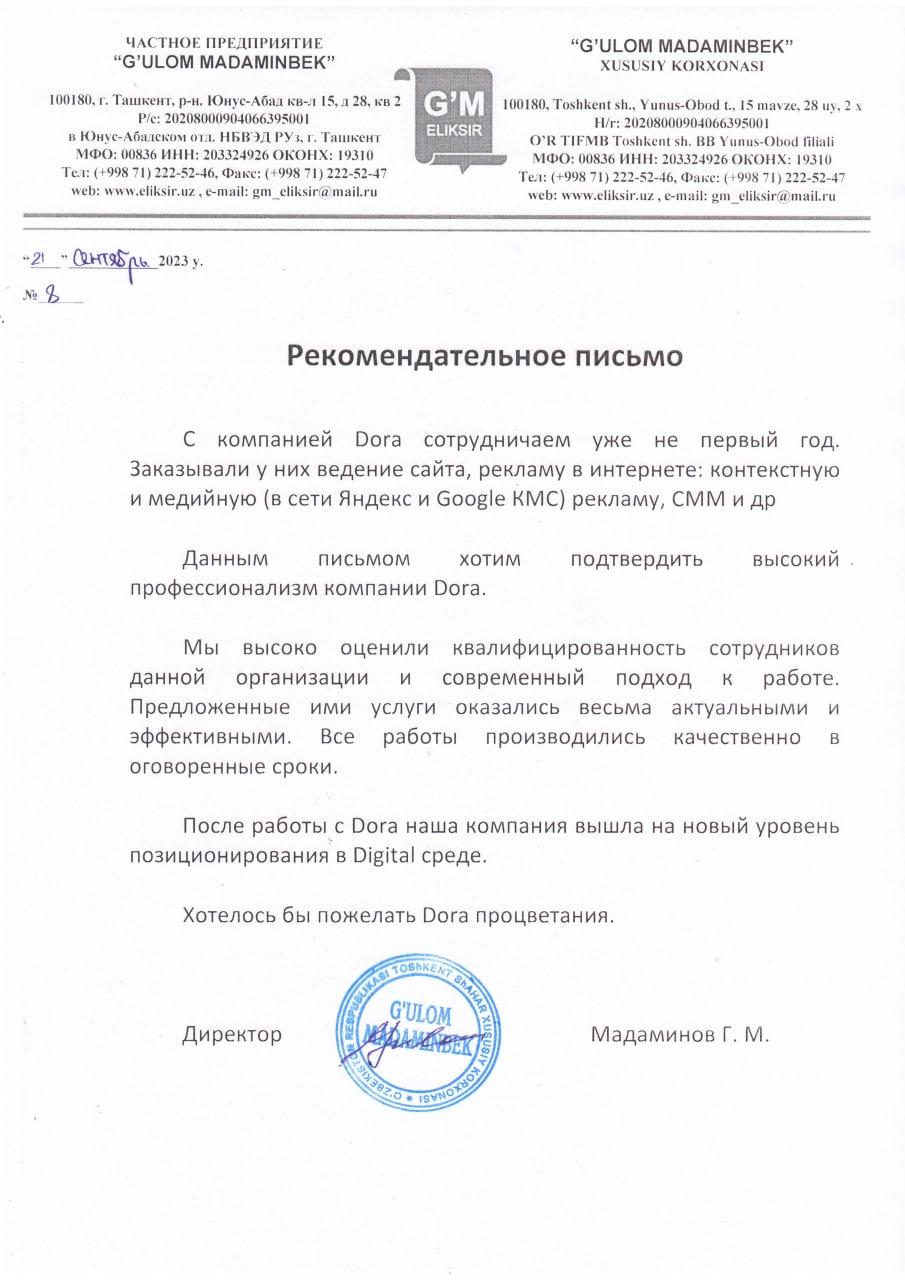 ЧАСТНОЕ ПРЕДПРИЯТИЕ
“G’ULOM MADAMINBEK”
100180, г. Ташкент, р-н. Юнус-Абад кв-л 15, д 28, кв 2
Р/с: 20208000904066395001
в Юнус-Абадском отд. НБВЭД РУз, г. Ташкент
МФО: 00836 ИНН: 203324926 ОКОНХ: 19310
Тел: (+998 71) 222-52-46, Факс: (+998 71) 222-52-47
web: www.eliksir.uz , e-mail: gm_eliksir@mail.ru
G’M
ELIKSIR
“G’ULOM MADAMINBEK”
XUSUSIY KORXONASI
100180, Toshkent sh., Yunus-Obod t., 15 mavze, 28 uy, 2 x
H/r: 20208000904066395001
O’R TIFMB Toshkent sh. BB Yunus-Obod filiali
МФО: 00836 ИНН: 203324926 ОКОНХ: 19310
Тел: (+998 71) 222-52-46, Факс: (+998 71) 222-52-47
web: www.eliksir.uz , e-mail: gm_eliksir@mail.ru
“21” Сентябрь 2023 y.
№ 8
Рекомендательное письмо
С компанией Dora сотрудничаем уже не первый год.
Заказывали у них ведение сайта, рекламу в интернете: контекстную
и медийную (в сети Яндекс и Google КМС) рекламу, СММ и др
Данным письмом хотим подтвердить высокий
профессионализм компании Dora.
Мы высоко оценили квалифицированность сотрудников
данной организации и современный подход к работе.
Предложенные ими услуги оказались весьма актуальными и
эффективными. Все работы производились качественно в
оговоренные сроки.
После работы с Dora наша компания вышла на новый уровень
позиционирования в Digital среде.
Хотелось бы пожелать Dora процветания.
Директор
O‘ZBEKISTON RESPUBLIKASI TOShKENT ShAHAR XUSUSIY KORXONASI
G'ULOM
MADAMINBEK
Мадаминов Г. М.